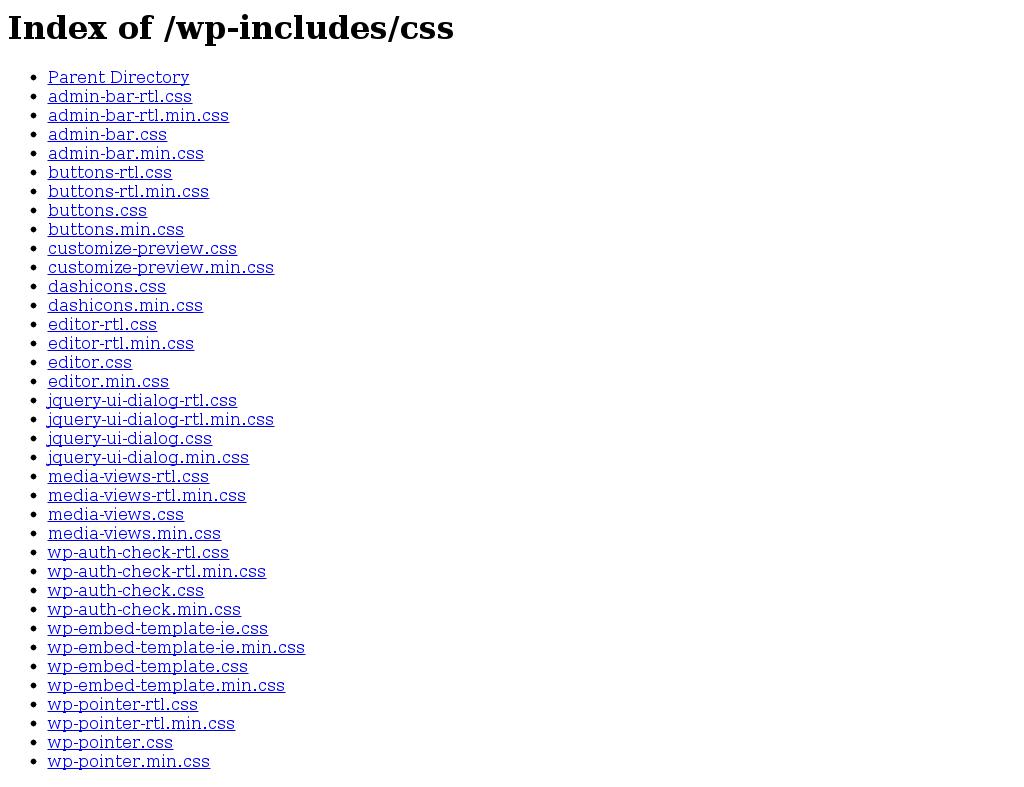 Index of /wp-includes/css
Parent Directory
admin-bar-rtl.css
admin-bar-rtl.min.css
admin-bar.css
admin-bar.min.css
buttons-rtl.css
buttons-rtl.min.css
buttons.css
buttons.min.css
customize-preview.css
customize-preview.min.css
dashicons.css
dashicons.min.css
editor-rtl.css
editor-rtl.min.css
editor.css
editor.min.css
jquery-ui-dialog-rtl.css
jquery-ui-dialog-rtl.min.css
jquery-ui-dialog.css
jquery-ui-dialog.min.css
media-views-rtl.css
media-views-rtl.min.css
media-views.css
media-views.min.css
wp-auth-check-rtl.css
wp-auth-check-rtl.min.css
wp-auth-check.css
wp-auth-check.min.css
wp-embed-template-ie.css
wp-embed-template-ie.min.css
wp-embed-template.css
wp-embed-template.min.css
wp-pointer-rtl.css
wp-pointer-rtl.min.css
wp-pointer.css
wp-pointer.min.css